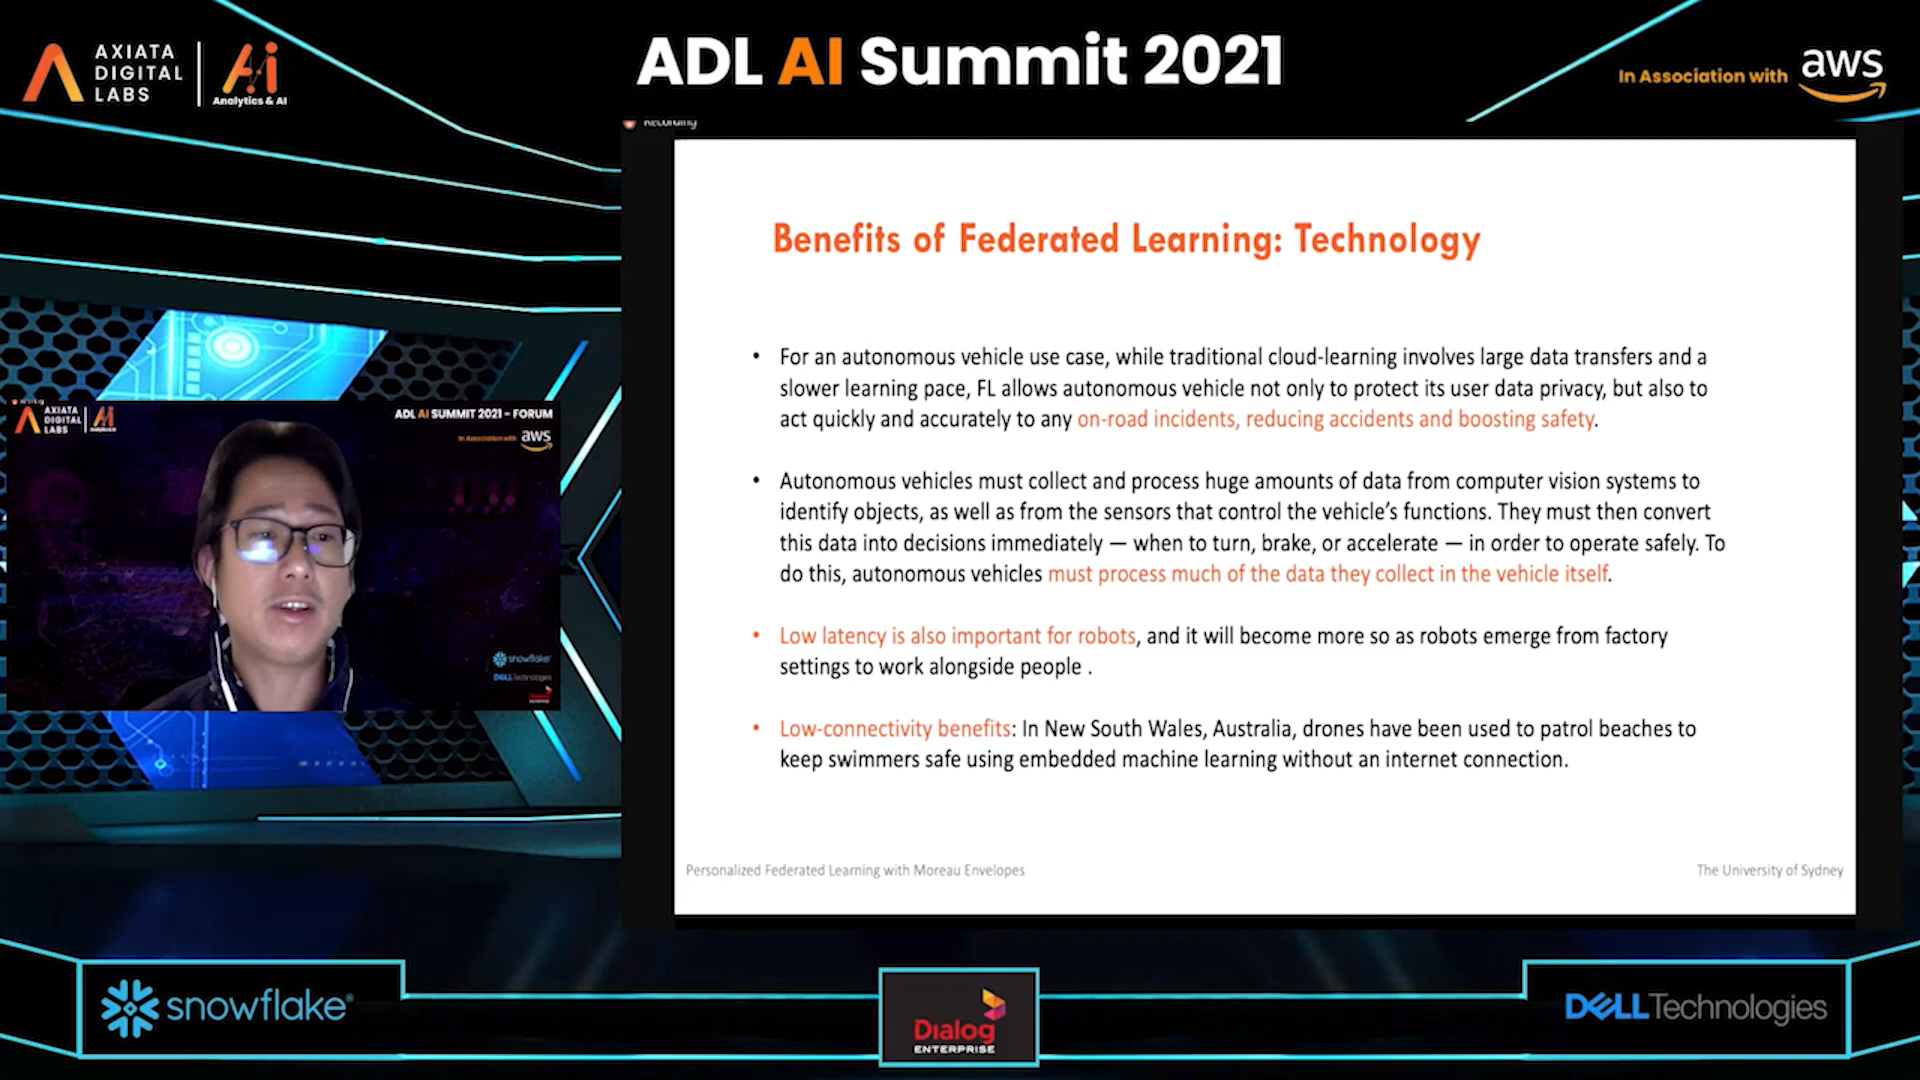 AXIATA
DIGITAL
LABS
Analytics & AI
ADL AI Summit 2021
In Association with aws
Recording
Benefits of Federated Learning: Technology
• For an autonomous vehicle use case, while traditional cloud-learning involves large data transfers and a
slower learning pace, FL allows autonomous vehicle not only to protect its user data privacy, but also to
act quickly and accurately to any on-road incidents, reducing accidents and boosting safety.
• Autonomous vehicles must collect and process huge amounts of data from computer vision systems to
identify objects, as well as from the sensors that control the vehicle's functions. They must then convert
this data into decisions immediately — when to turn, brake, or accelerate — in order to operate safely. To
do this, autonomous vehicles must process much of the data they collect in the vehicle itself.
• Low latency is also important for robots, and it will become more so as robots emerge from factory
settings to work alongside people .
• Low-connectivity benefits: In New South Wales, Australia, drones have been used to patrol beaches to
keep swimmers safe using embedded machine learning without an internet connection.
Personalized Federated Learning with Moreau Envelopes
The University of Sydney
AXIATA
DIGITAL
LABS
ADL AI SUMMIT 2021 - FORUM
In Association with aws
snowflake
DELL Technologies
snowflake®
Dialog
ENTERPRISE
DELL Technologies